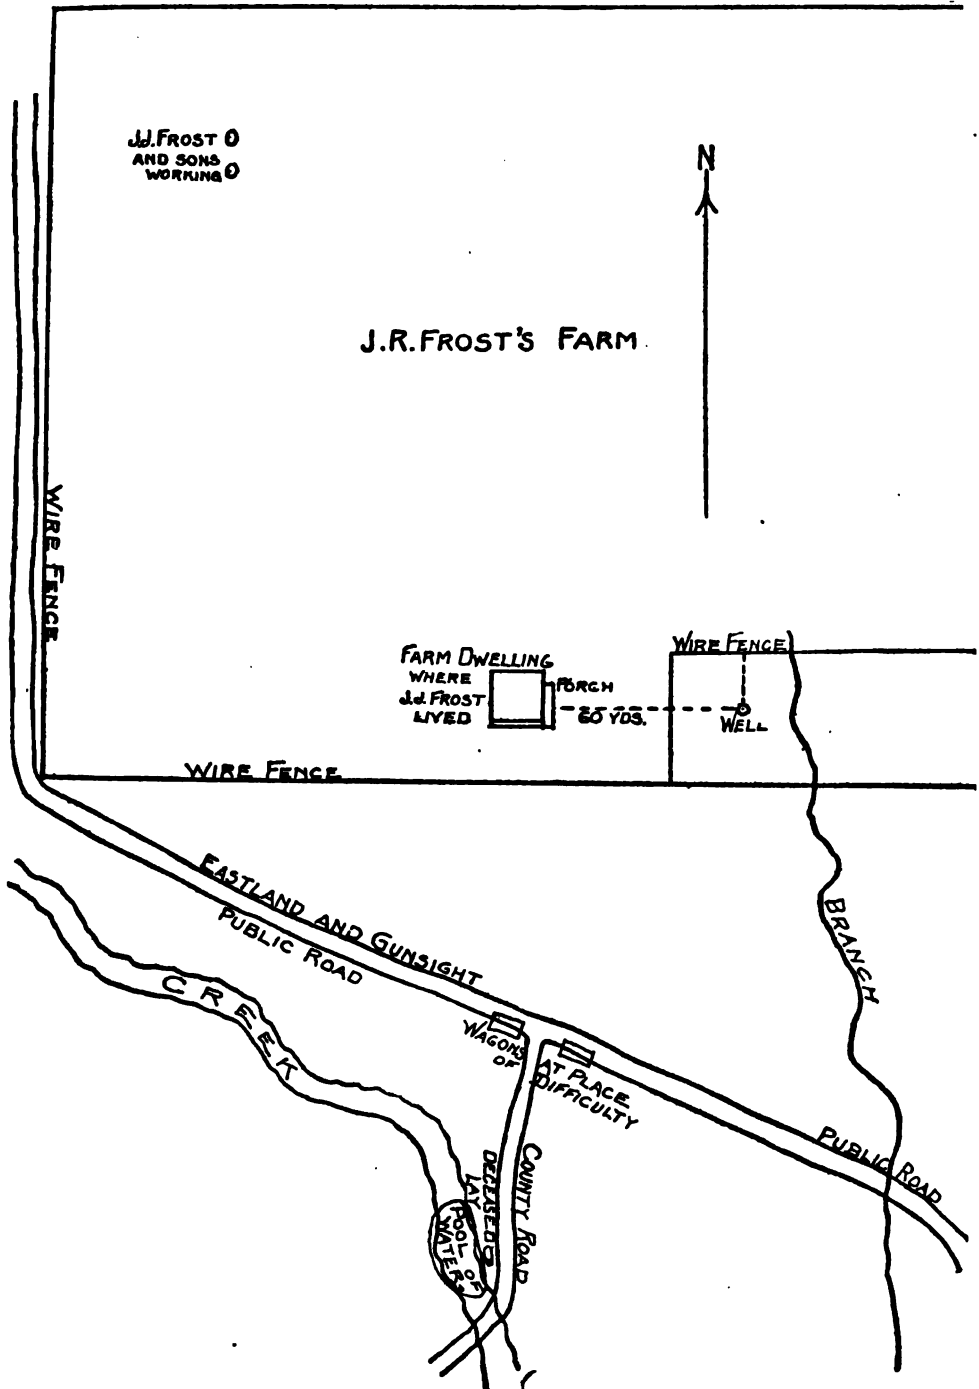 J.J. FROST O
AND SONS
WORKING O
N
J.R. FROST'S FARM
WIRE FENCE
WIRE FENCE
FARM DWELLING
WHERE
J.J. FROST
LIVED
PORCH
60 YDS.
WELL
WIRE FENCE
EASTLAND AND GUNSIGHT
PUBLIC ROAD
BRANCH
CREEK
WAGONS
OF
AT PLACE
DIFFICULTY
PUBLIC ROAD
DECEASED
LAY
COUNTY ROAD
POOL OF
WATER